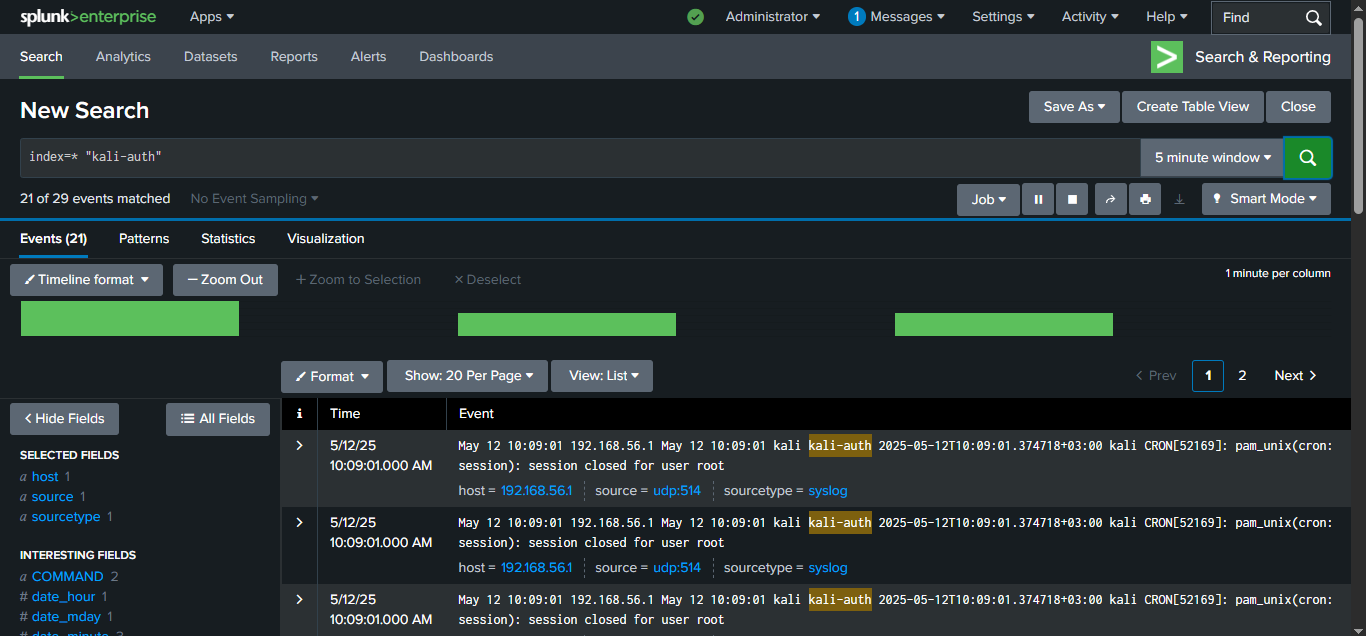 splunk>enterprise Apps Administrator 1 Messages Settings Activity Help Find
Search Analytics Datasets Reports Alerts Dashboards Search & Reporting
New Search Save As Create Table View Close
index=* "kali-auth" 5 minute window
21 of 29 events matched No Event Sampling Job Smart Mode
Events (21) Patterns Statistics Visualization
Timeline format — Zoom Out + Zoom to Selection × Deselect 1 minute per column
Format Show: 20 Per Page View: List < Prev 1 2 Next >
< Hide Fields All Fields i Time Event
SELECTED FIELDS
a host 1
a source 1
a sourcetype 1
INTERESTING FIELDS
a COMMAND 2
# date_hour 1
# date_mday 1
# date_minute 3
> 5/12/25 May 12 10:09:01 192.168.56.1 May 12 10:09:01 kali kali-auth 2025-05-12T10:09:01.374718+03:00 kali CRON[52169]: pam_unix(cron:
10:09:01.000 AM session): session closed for user root
host = 192.168.56.1 source = udp:514 sourcetype = syslog
> 5/12/25 May 12 10:09:01 192.168.56.1 May 12 10:09:01 kali kali-auth 2025-05-12T10:09:01.374718+03:00 kali CRON[52169]: pam_unix(cron:
10:09:01.000 AM session): session closed for user root
host = 192.168.56.1 source = udp:514 sourcetype = syslog
> 5/12/25 May 12 10:09:01 192.168.56.1 May 12 10:09:01 kali kali-auth 2025-05-12T10:09:01.374718+03:00 kali CRON[52169]: pam_unix(cron:
10:09:01.000 AM session): session closed for user root